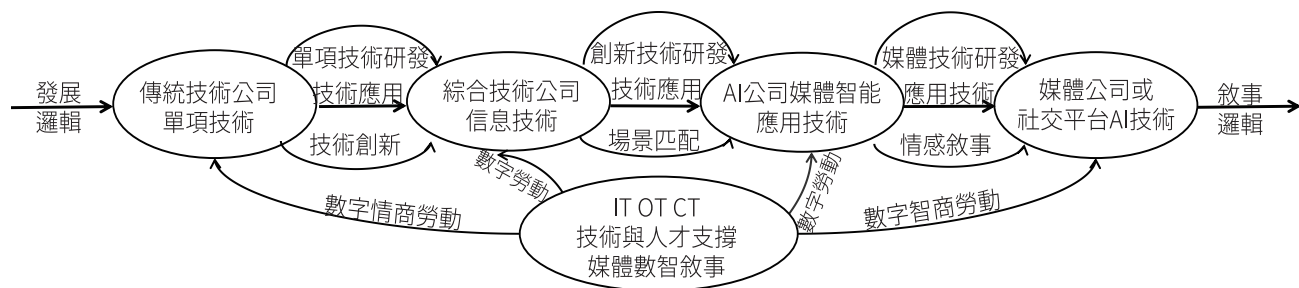 發展
邏輯
傳統技術公司
單項技術
單項技術研發
技術應用
技術創新
綜合技術公司
信息技術
創新技術研發
技術應用
場景匹配
AI公司媒體智能
應用技術
媒體技術研發
應用技術
情感敘事
媒體公司或
社交平台AI技術
敘事
邏輯
數字情商勞動
數字勞動
IT OT CT
技術與人才支撐
媒體數智敘事
數字勞動
數字智商勞動